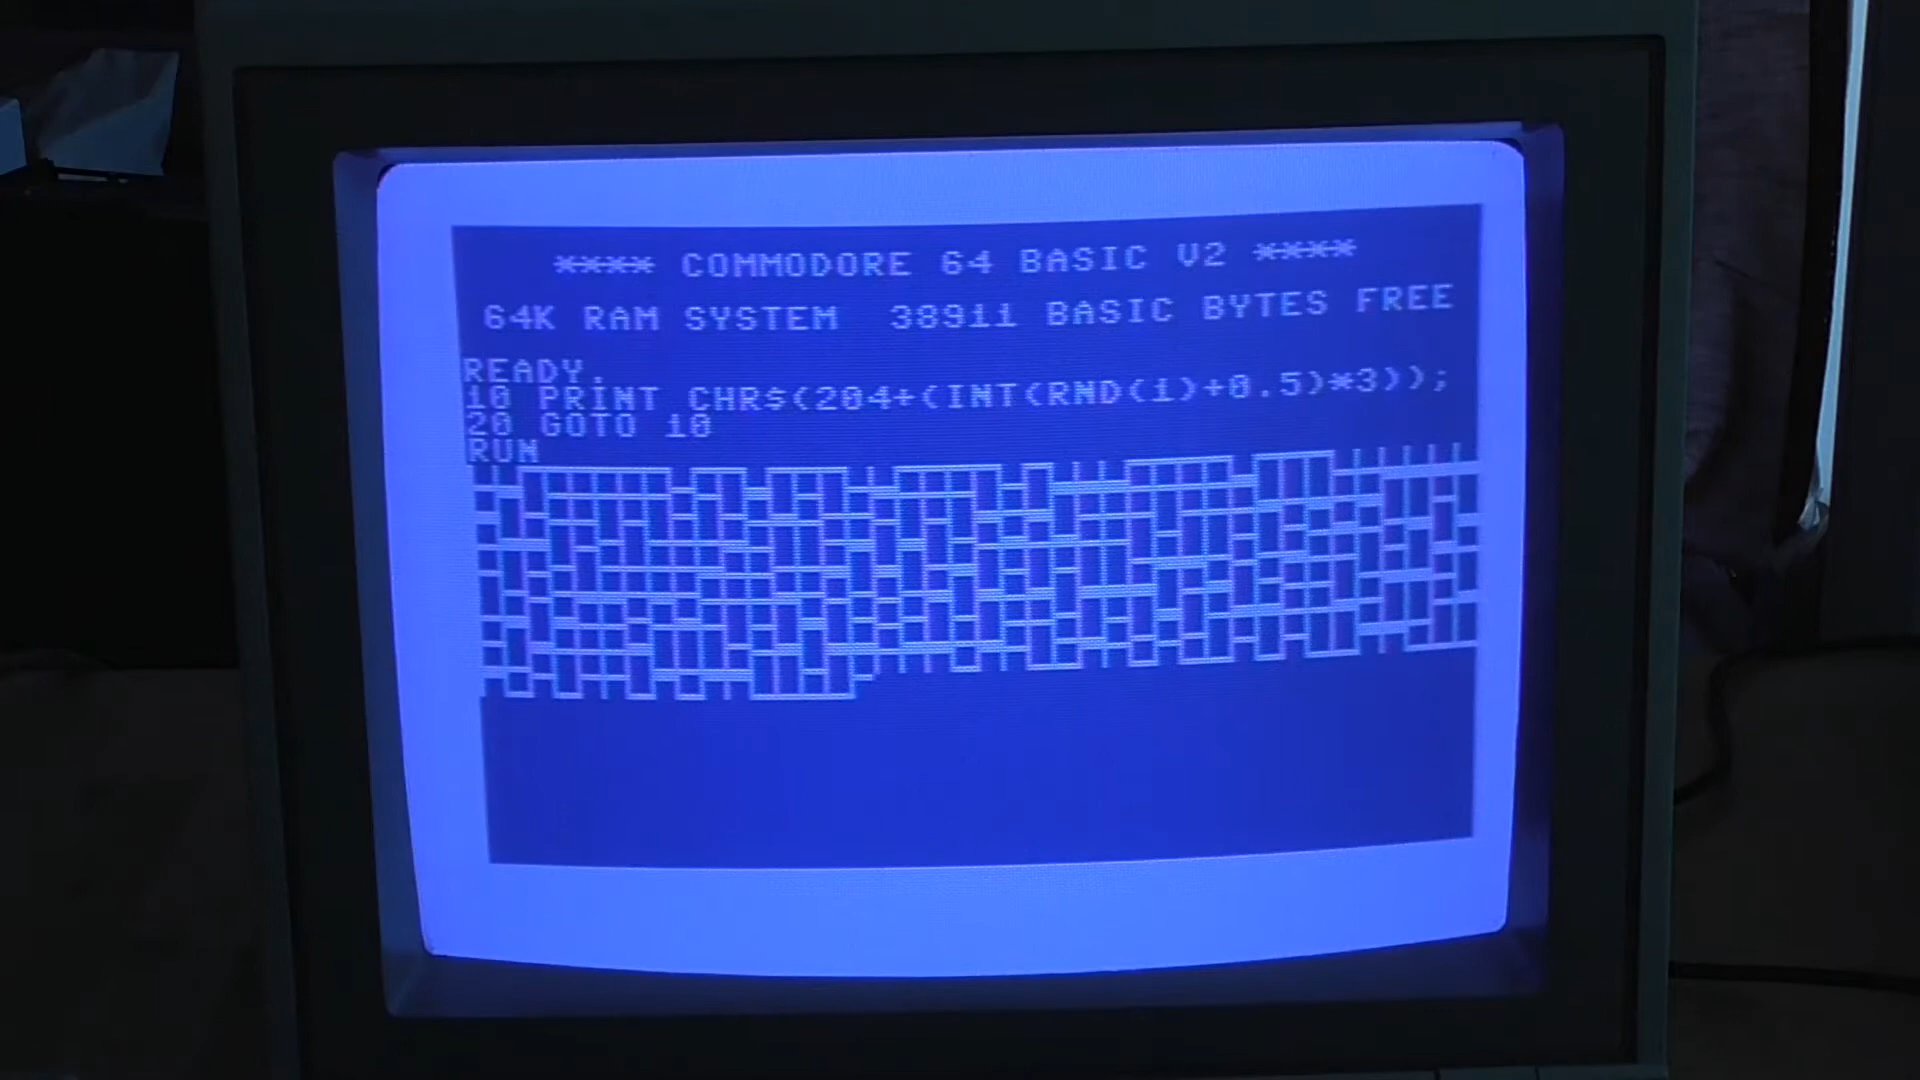 **** COMMODORE 64 BASIC V2 ****
64K RAM SYSTEM 38911 BASIC BYTES FREE
READY.
10 PRINT CHR$(204+(INT(RND(1)+0.5)*3));
20 GOTO 10
RUN